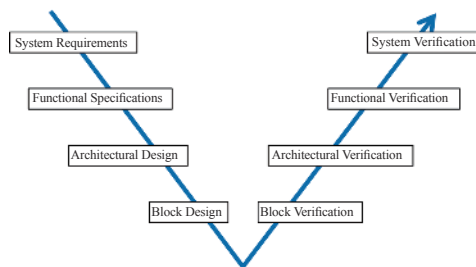 System Requirements
System Verification
Functional Specifications
Functional Verification
Architectural Design
Architectural Verification
Block Design
Block Verification